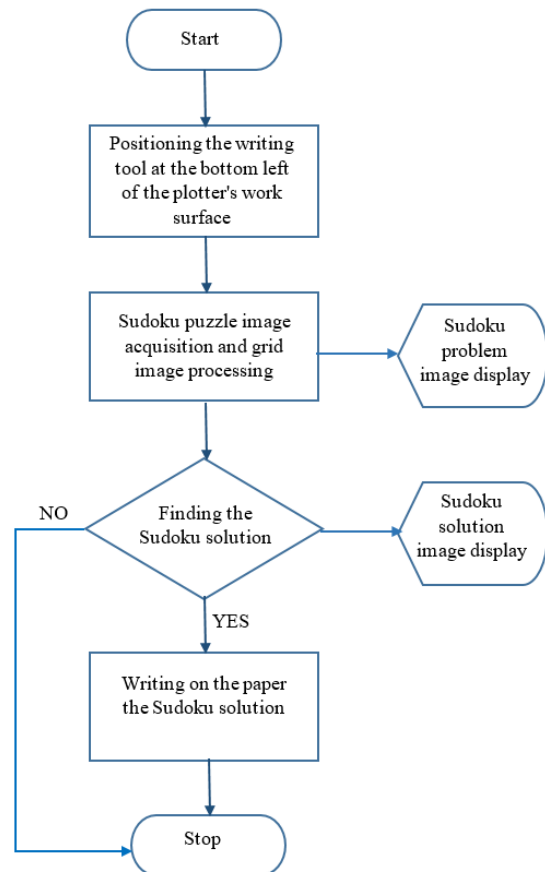 Start
Positioning the writing
tool at the bottom left
of the plotter's work
surface
Sudoku puzzle image
acquisition and grid
image processing
Sudoku
problem
image display
NO
Finding the
Sudoku solution
Sudoku
solution
image display
YES
Writing on the paper
the Sudoku solution
Stop